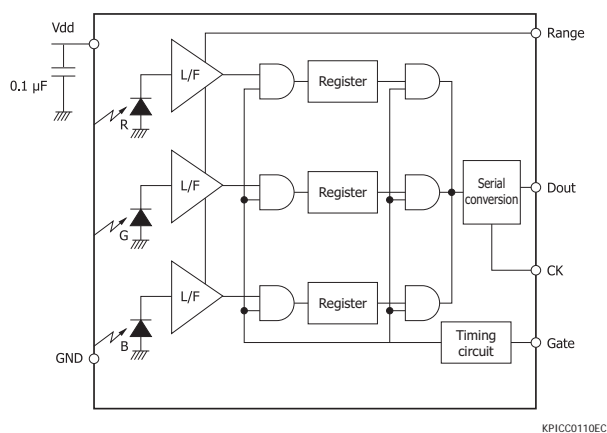 Vdd
Range
L/F
0.1 µF
Register
R
L/F
Register
Serial
conversion
Dout
G
CK
L/F
Register
Timing
circuit
Gate
B
GND
KPICC0110EC